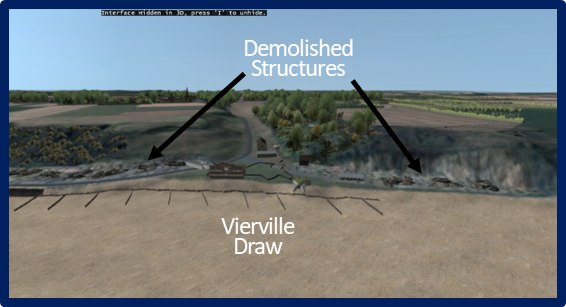 Interface Hidden in 3D, press 'I' to unhide.
Demolished
Structures
Vierville
Draw